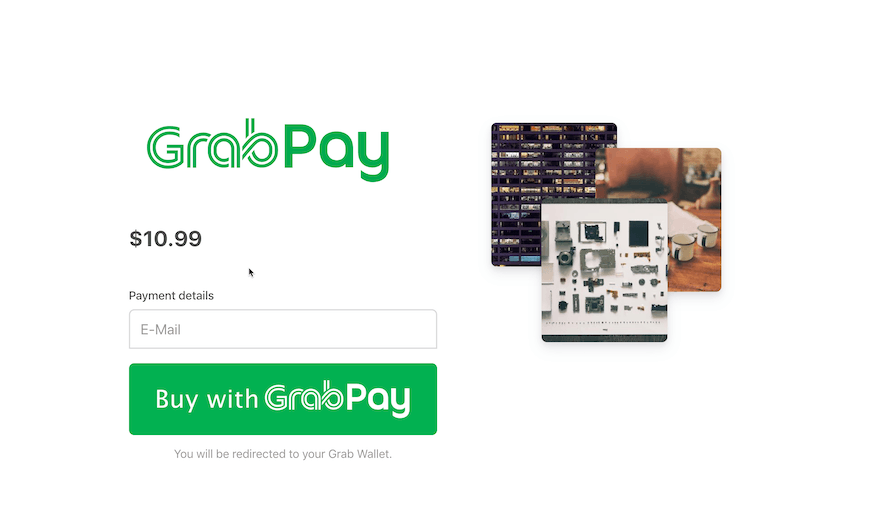 GrabPay
$10.99
Payment details
E-Mail
Buy with GrabPay
You will be redirected to your Grab Wallet.